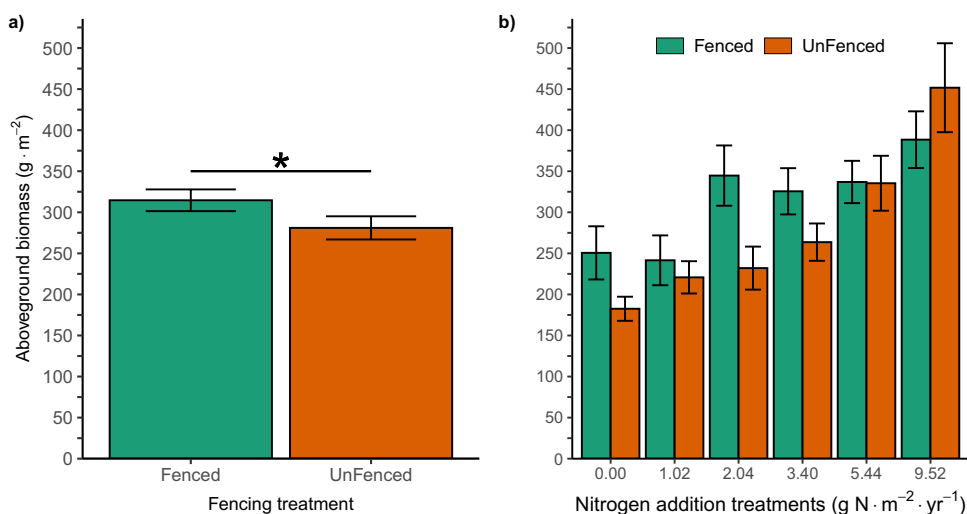 a)
Aboveground biomass (g · m⁻²)
500
450
400
350
300
250
200
150
100
50
0
*
Fenced UnFenced
Fencing treatment
b)
Fenced UnFenced
500
450
400
350
300
250
200
150
100
50
0
0.00 1.02 2.04 3.40 5.44 9.52
Nitrogen addition treatments (g N · m⁻² · yr⁻¹)